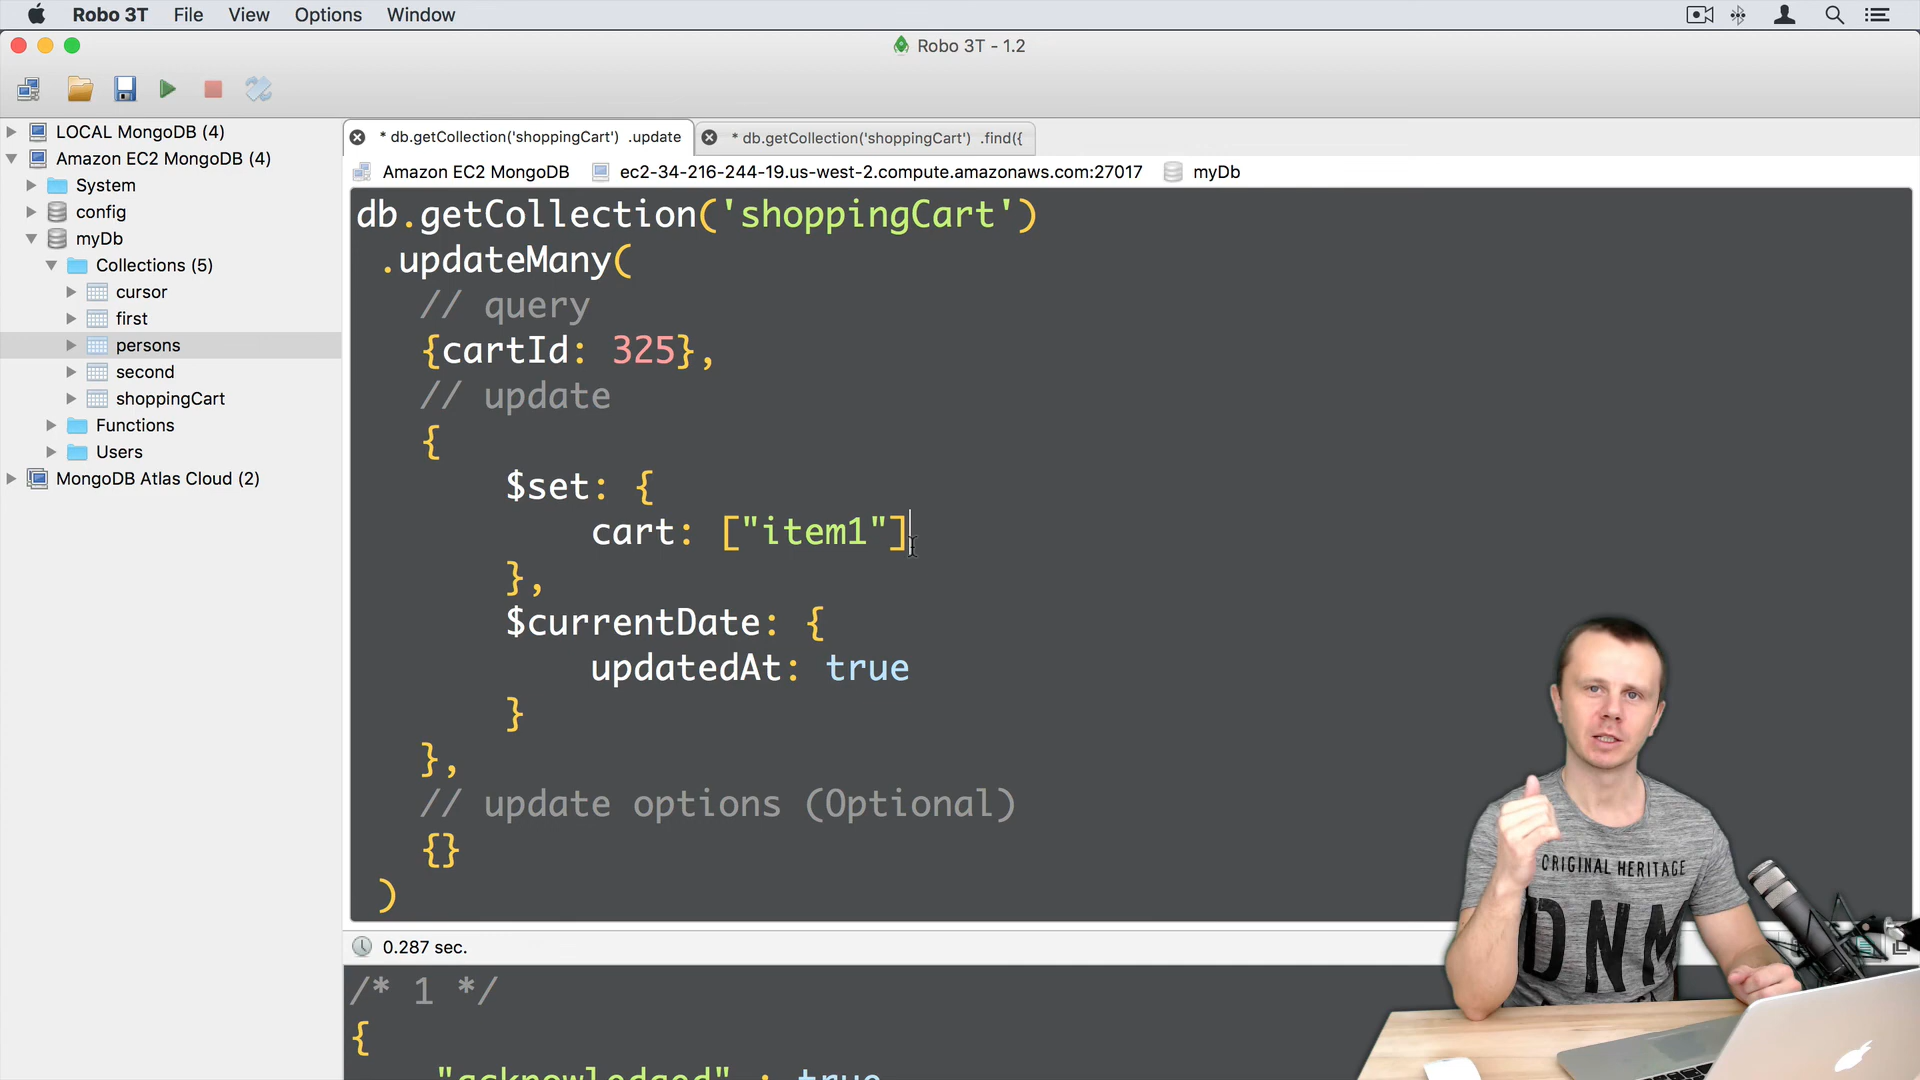 Robo 3T File View Options Window
Robo 3T - 1.2
LOCAL MongoDB (4)
Amazon EC2 MongoDB (4)
System
config
myDb
Collections (5)
cursor
first
persons
second
shoppingCart
Functions
Users
MongoDB Atlas Cloud (2)
* db.getCollection('shoppingCart') .update
* db.getCollection('shoppingCart') .find({
Amazon EC2 MongoDB ec2-34-216-244-19.us-west-2.compute.amazonaws.com:27017 myDb
db.getCollection('shoppingCart')
.updateMany(
// query
{cartId: 325},
// update
{
$set: {
cart: ["item1"]
},
$currentDate: {
updatedAt: true
}
},
// update options (Optional)
{}
)
0.287 sec.
/* 1 */
{
"acknowledged" : true
ORIGINAL HERITAGE
DNM